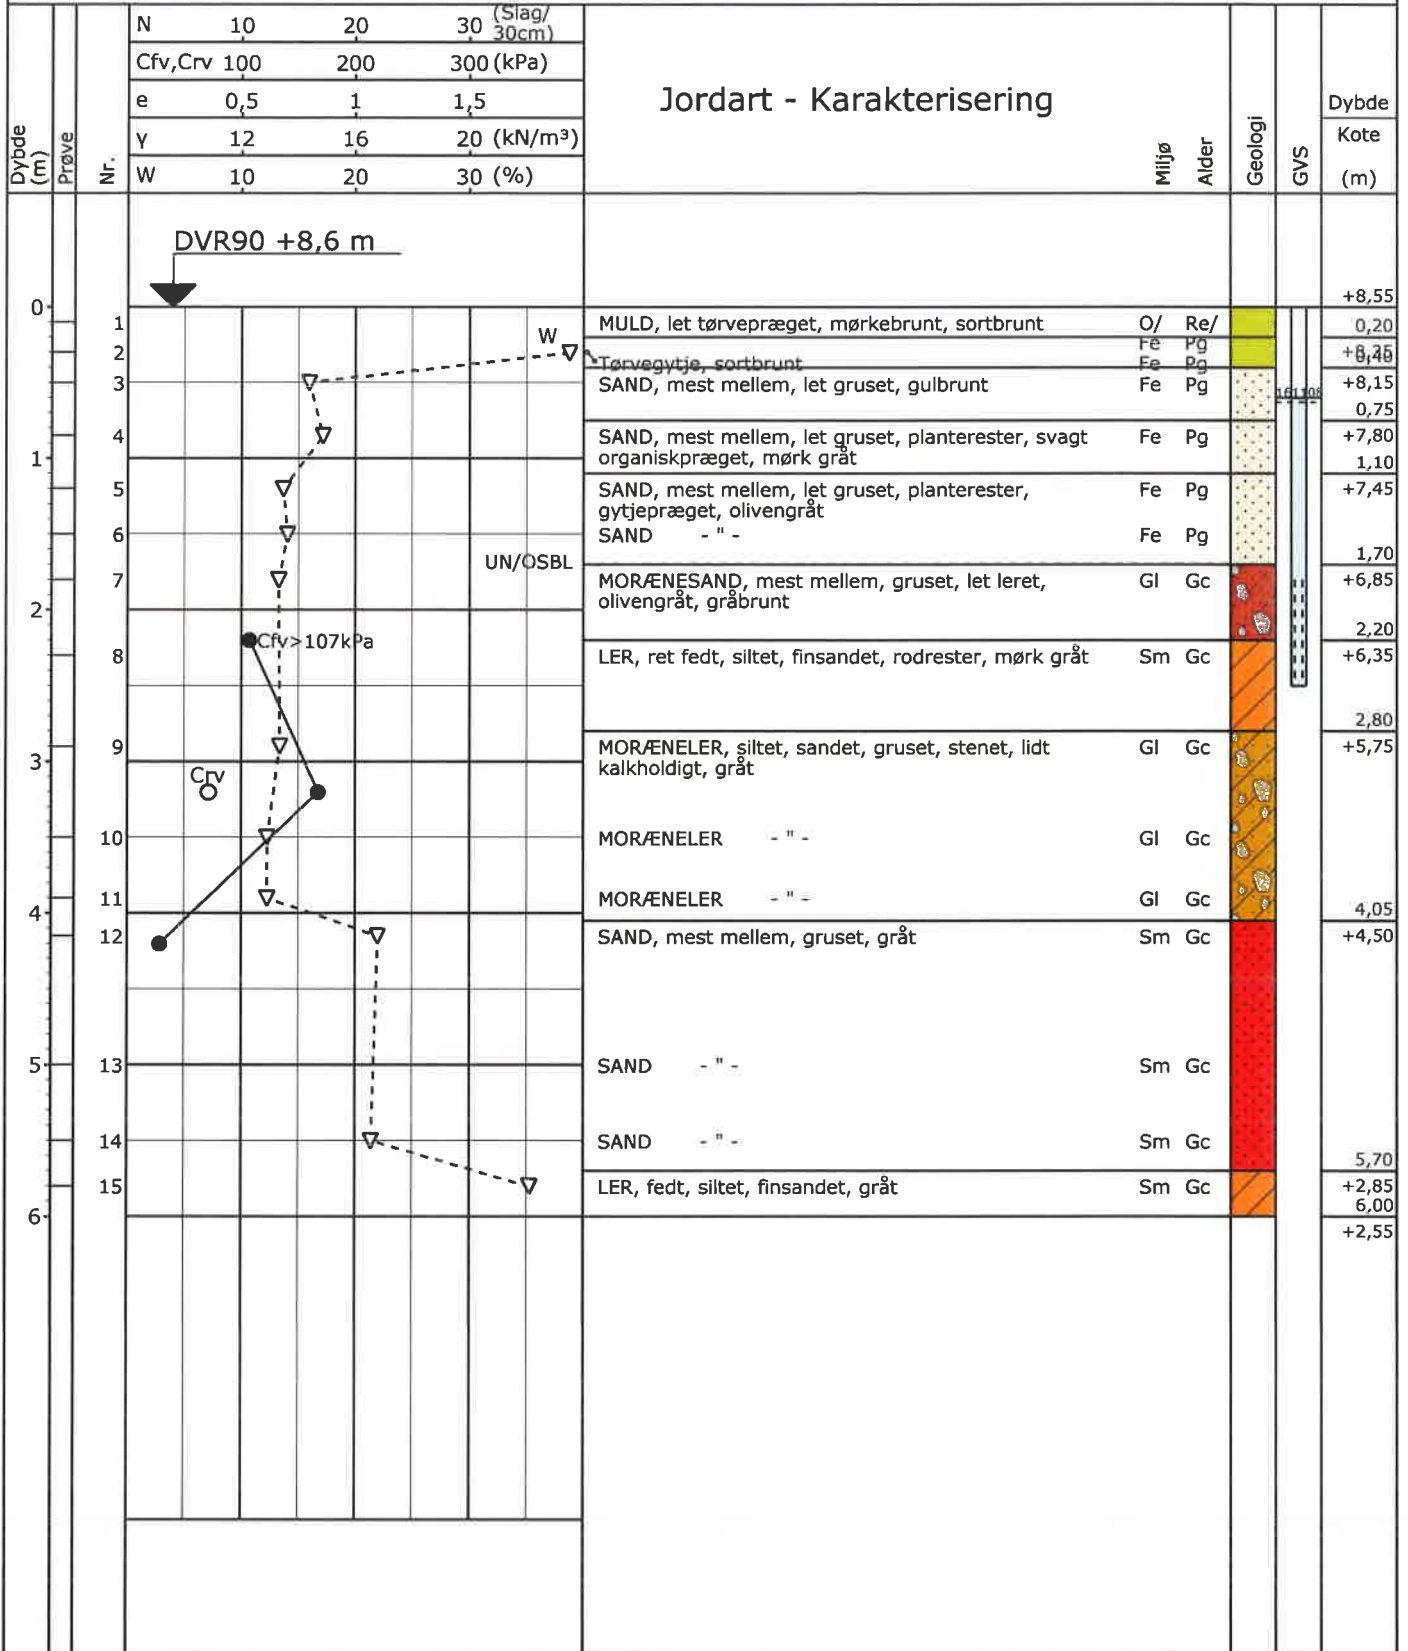 N 10 20 30 (Slag/30cm)
Cfv,Crv 100 200 300 (kPa)
e 0,5 1 1,5
γ 12 16 20 (kN/m³)
W 10 20 30 (%)
Dybde (m)
Prøve
Nr.
Jordart - Karakterisering
Miljø
Alder
Geologi
GVS
Dybde
Kote
(m)
DVR90 +8,6 m
+8,55
0
1 MULD, let tørvepræget, mørkebrunt, sortbrunt O/ Re/ 0,20
W
Fe Pg
2 Tørvegytje, sortbrunt Fe Pg +8,35
0,40
3 SAND, mest mellem, let gruset, gulbrunt Fe Pg +8,15
0,75
4 SAND, mest mellem, let gruset, planterester, svagt Fe Pg +7,80
organiskpræget, mørk gråt
1 1,10
5 SAND, mest mellem, let gruset, planterester, Fe Pg +7,45
gytjepræget, olivengråt
6 SAND - " - Fe Pg
UN/OSBL 1,70
7 MORÆNESAND, mest mellem, gruset, let leret, Gl Gc +6,85
olivengråt, gråbrunt
2 2,20
Cfv>107kPa
8 LER, ret fedt, siltet, finsandet, rodrester, mørk gråt Sm Gc +6,35
2,80
9 MORÆNELER, siltet, sandet, gruset, stenet, lidt Gl Gc +5,75
kalkholdigt, gråt
3
Crv
10 MORÆNELER - " - Gl Gc
11 MORÆNELER - " - Gl Gc
4 4,05
12 SAND, mest mellem, gruset, gråt Sm Gc +4,50
5 13 SAND - " - Sm Gc
14 SAND - " - Sm Gc
5,70
15 LER, fedt, siltet, finsandet, gråt Sm Gc +2,85
6 6,00
+2,55